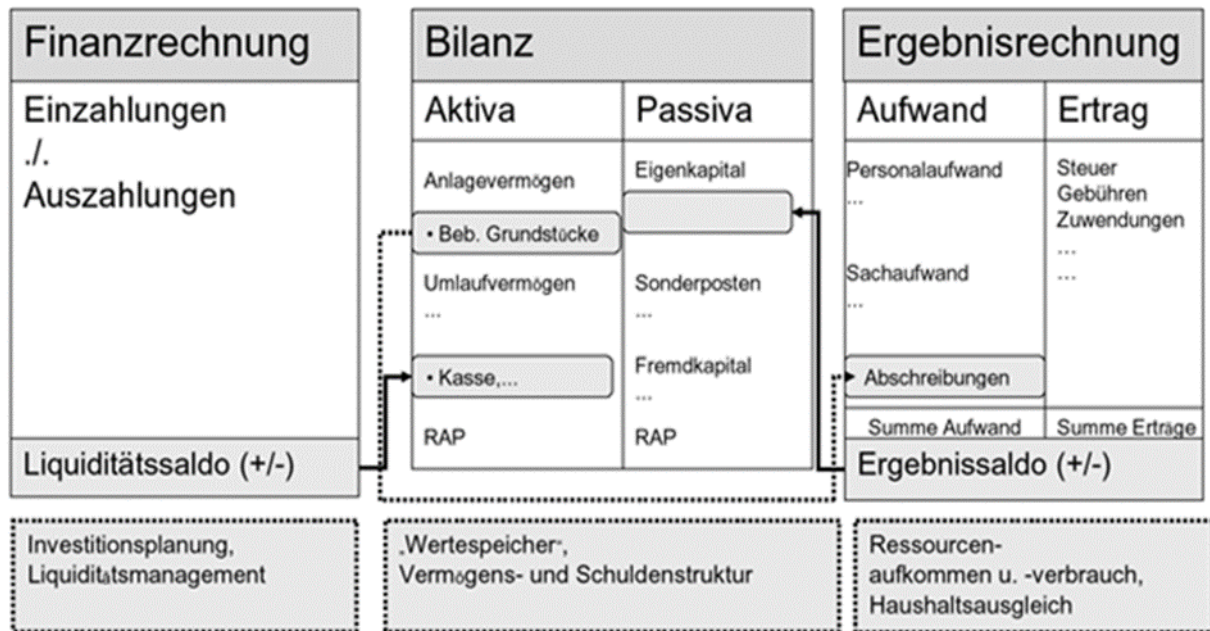 Finanzrechnung
Einzahlungen
./.
Auszahlungen
Liquiditätssaldo (+/-)
Bilanz
Aktiva
Anlagevermögen
• Beb. Grundstücke
Umlaufvermögen
...
• Kasse,...
RAP
Passiva
Eigenkapital
Sonderposten
...
Fremdkapital
...
RAP
Ergebnisrechnung
Aufwand
Personalaufwand
...
Sachaufwand
...
Abschreibungen
Summe Aufwand
Ertrag
Steuer
Gebühren
Zuwendungen
...
...
Summe Erträge
Ergebnissaldo (+/-)
Investitionsplanung,
Liquiditätsmanagement
„Wertespeicher“,
Vermögens- und Schuldenstruktur
Ressourcen-
aufkommen u. -verbrauch,
Haushaltsausgleich